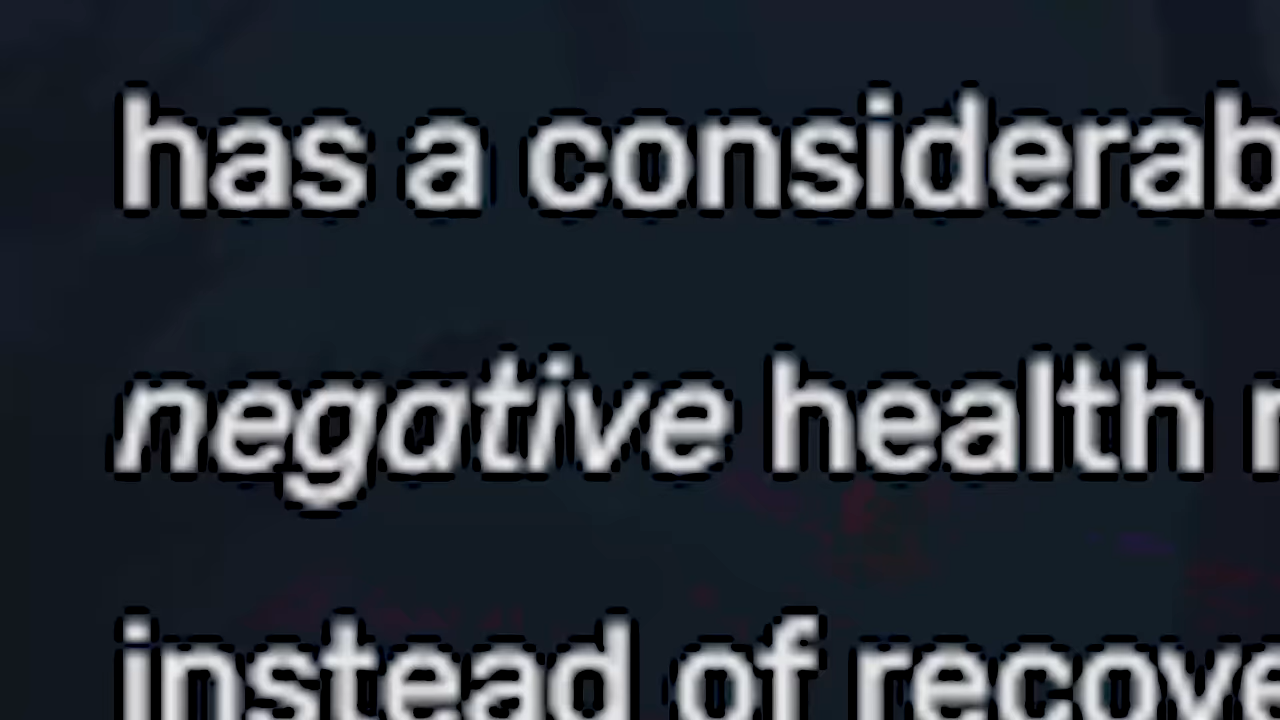 has a considerab
negative health
instead of recove